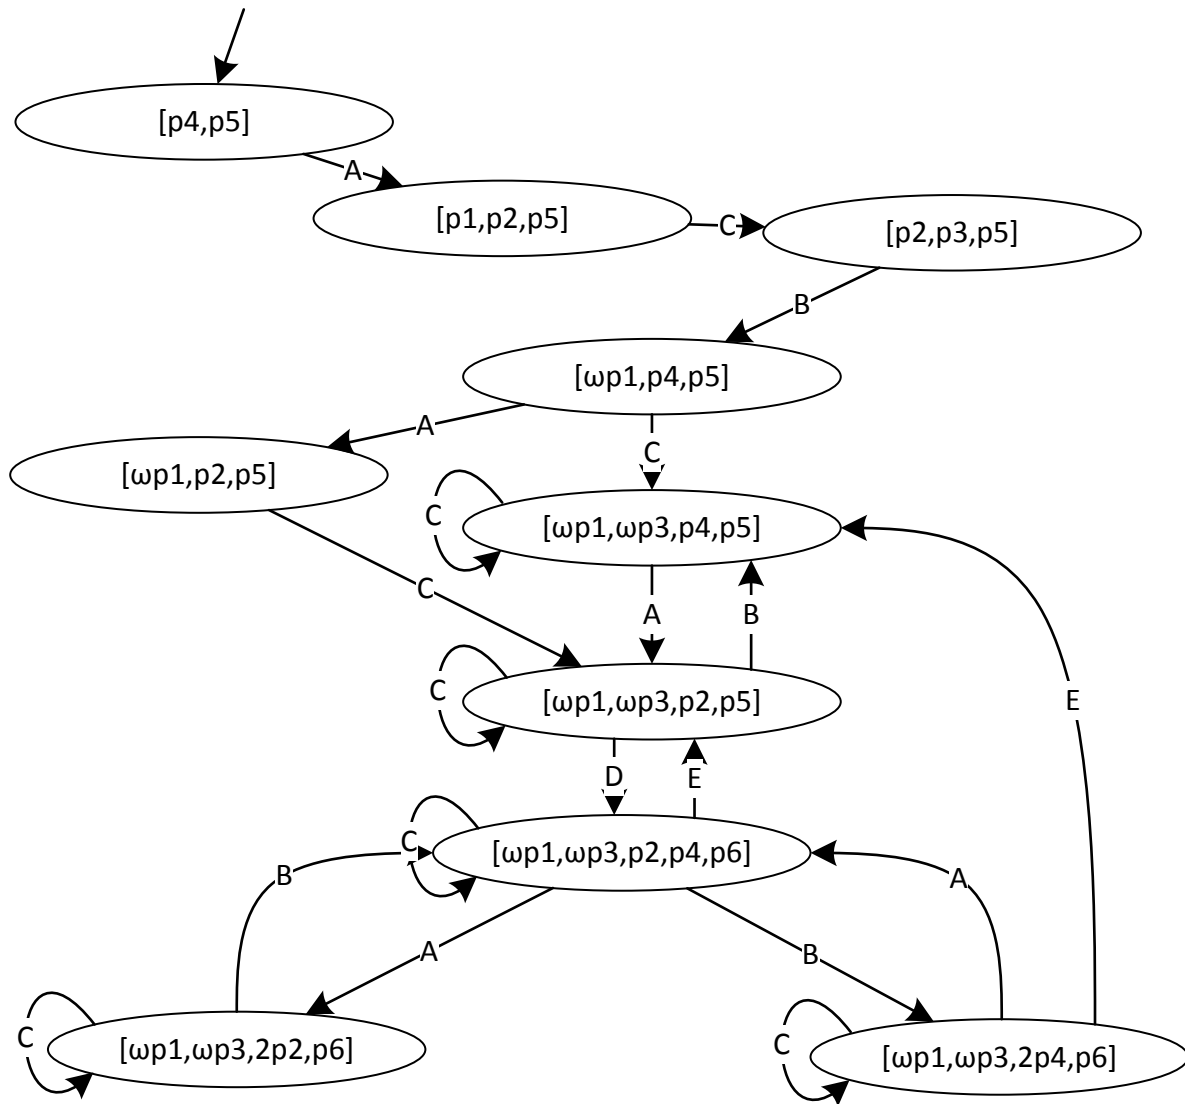 [p4,p5]
A
[p1,p2,p5]
C
[p2,p3,p5]
B
[ωp1,p4,p5]
A
C
[ωp1,p2,p5]
C
[ωp1,ωp3,p4,p5]
C
A
B
C
[ωp1,ωp3,p2,p5]
E
D
E
C
[ωp1,ωp3,p2,p4,p6]
B
A
A
B
C
[ωp1,ωp3,2p2,p6]
C
[ωp1,ωp3,2p4,p6]